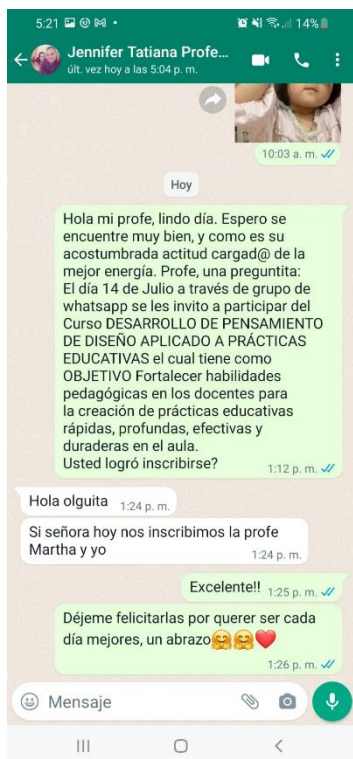 5:21
14%
Jennifer Tatiana Profe...
últ. vez hoy a las 5:04 p. m.
10:03 a. m.
Hoy
Hola mi profe, lindo día. Espero se
encuentre muy bien, y como es su
acostumbrada actitud cargad@ de la
mejor energía. Profe, una preguntita:
El día 14 de Julio a través de grupo de
whatsapp se les invito a participar del
Curso DESARROLLO DE PENSAMIENTO
DE DISEÑO APLICADO A PRÁCTICAS
EDUCATIVAS el cual tiene como
OBJETIVO Fortalecer habilidades
pedagógicas en los docentes para
la creación de prácticas educativas
rápidas, profundas, efectivas y
duraderas en el aula.
Usted logró inscribirse?
1:12 p. m.
Hola olguita
1:24 p. m.
Si señora hoy nos inscribimos la profe
Martha y yo
1:24 p. m.
Excelente!!
1:25 p. m.
Déjeme felicitarlas por querer ser cada
día mejores, un abrazo🤗🤗❤️
1:26 p. m.
Mensaje